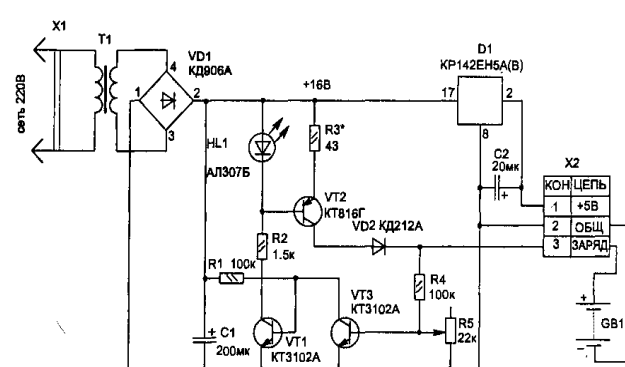 X1
T1
VD1
КД906А
D1
КР142ЕН5А(В)
сеть 220В
4
1
2
3
+16В
17
2
8
HL1
АЛ307Б
R3*
43
C2
20мк
+
X2
КОН ЦЕПЬ
1 +5В
2 ОБЩ
3 ЗАРЯД
VT2
КТ816Г
VD2 КД212А
R2
1.5к
R1 100к
R4
100к
VT3
КТ3102А
R5
22к
+
C1
200мк
VT1
КТ3102А
+
GB1
−